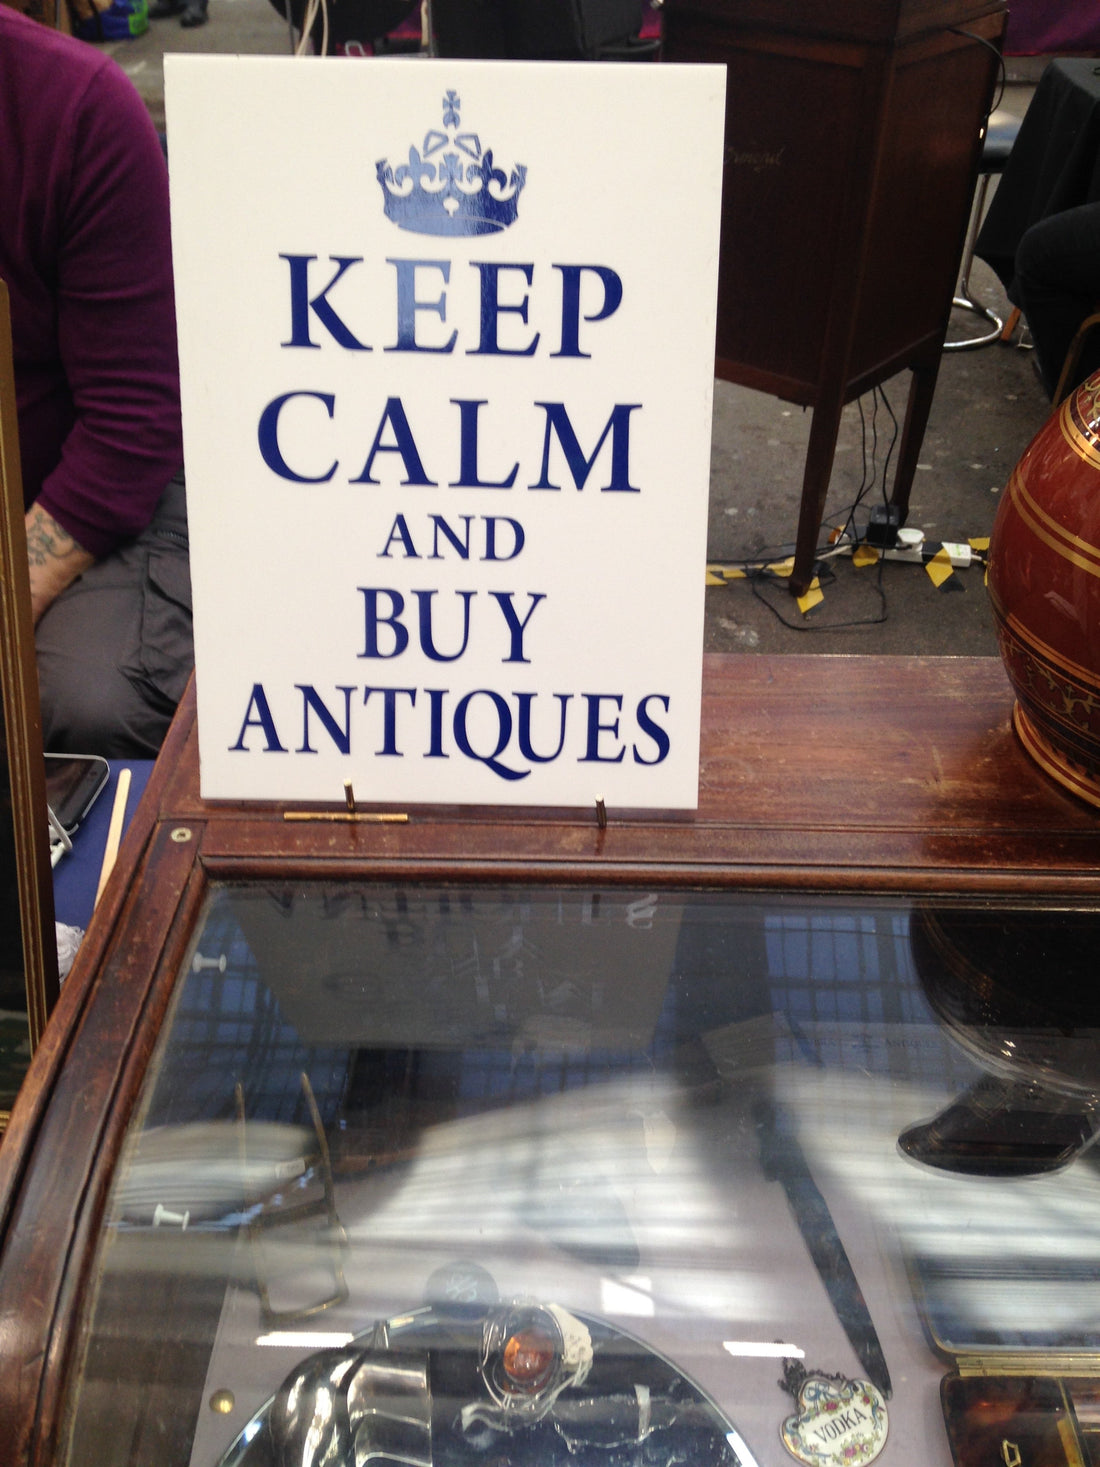 KEEP
CALM
AND
BUY
ANTIQUES
VODKA